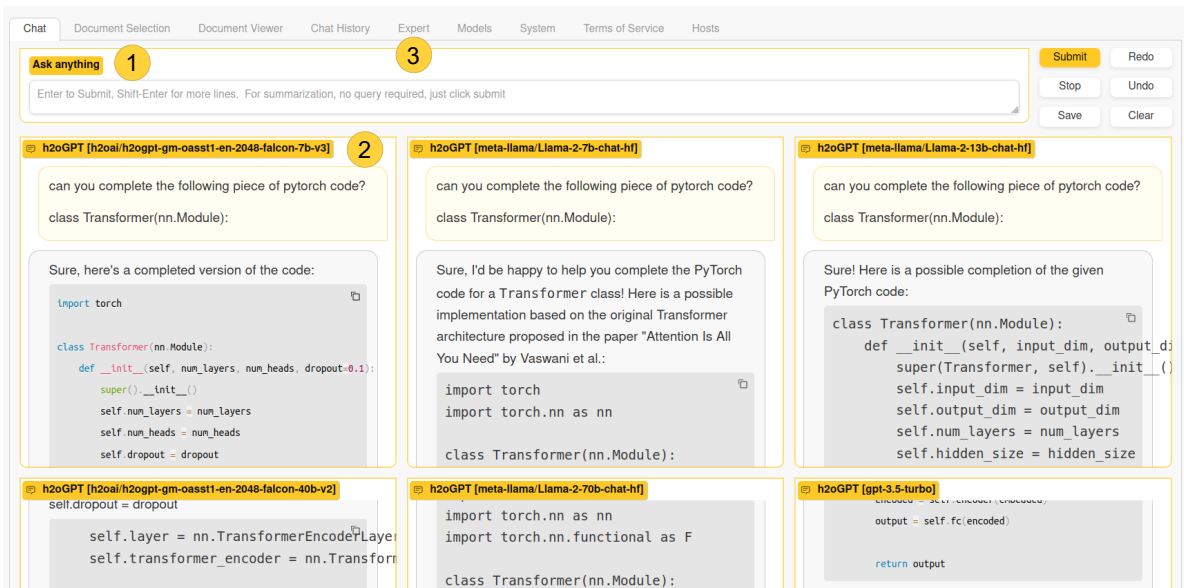 Chat Document Selection Document Viewer Chat History Expert Models System Terms of Service Hosts
Ask anything 1 3
Submit Redo
Enter to Submit, Shift-Enter for more lines. For summarization, no query required, just click submit
Stop Undo
Save Clear
h2oGPT [h2oai/h2ogpt-gm-oasst1-en-2048-falcon-7b-v3] 2
can you complete the following piece of pytorch code?
class Transformer(nn.Module):
Sure, here's a completed version of the code:
import torch
class Transformer(nn.Module):
def __init__(self, num_layers, num_heads, dropout=0.1):
super().__init__()
self.num_layers = num_layers
self.num_heads = num_heads
self.dropout = dropout
h2oGPT [meta-llama/Llama-2-7b-chat-hf]
can you complete the following piece of pytorch code?
class Transformer(nn.Module):
Sure, I'd be happy to help you complete the PyTorch
code for a Transformer class! Here is a possible
implementation based on the original Transformer
architecture proposed in the paper "Attention Is All
You Need" by Vaswani et al.:
import torch
import torch.nn as nn
class Transformer(nn.Module):
h2oGPT [meta-llama/Llama-2-13b-chat-hf]
can you complete the following piece of pytorch code?
class Transformer(nn.Module):
Sure! Here is a possible completion of the given
PyTorch code:
class Transformer(nn.Module):
def __init__(self, input_dim, output_di
super(Transformer, self).__init__(
self.input_dim = input_dim
self.output_dim = output_dim
self.num_layers = num_layers
self.hidden_size = hidden_size
h2oGPT [h2oai/h2ogpt-gm-oasst1-en-2048-falcon-40b-v2]
self.dropout = dropout
self.layer = nn.TransformerEncoderLayer
self.transformer_encoder = nn.Transform
h2oGPT [meta-llama/Llama-2-70b-chat-hf]
import torch.nn as nn
import torch.nn.functional as F
class Transformer(nn.Module):
h2oGPT [gpt-3.5-turbo]
output = self.fc(encoded)
return output